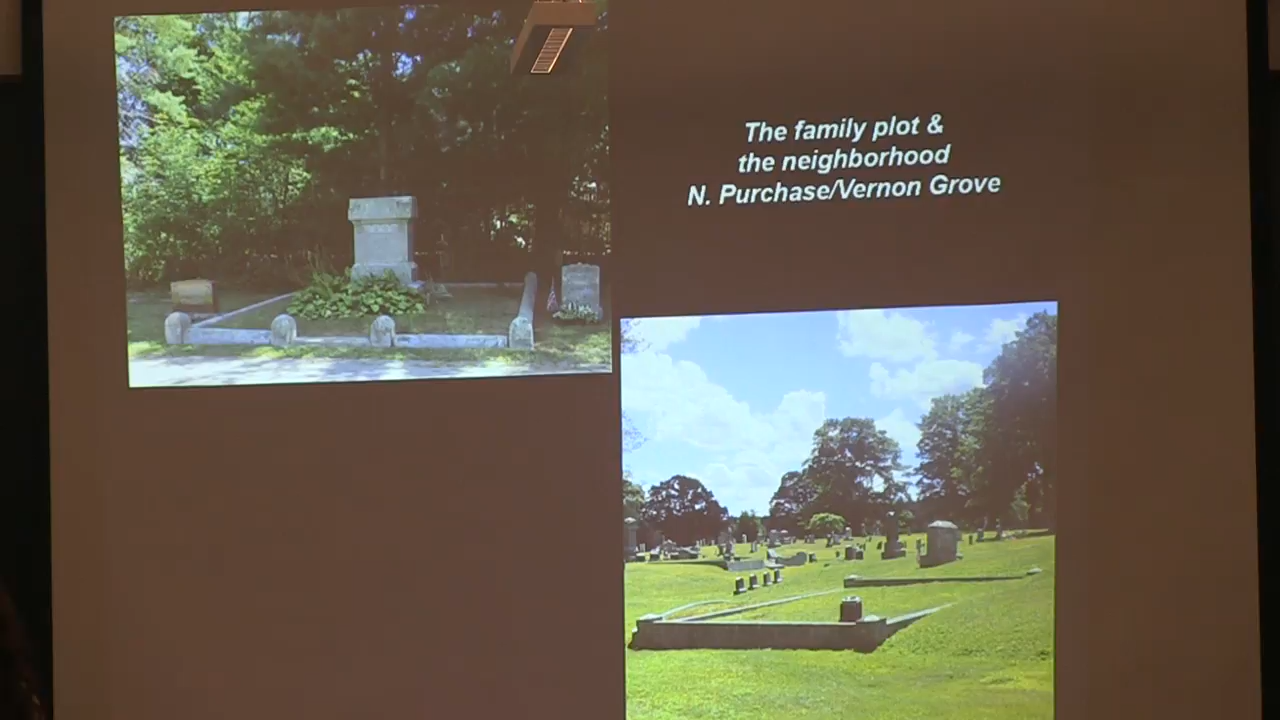 The family plot &
the neighborhood
N. Purchase/Vernon Grove